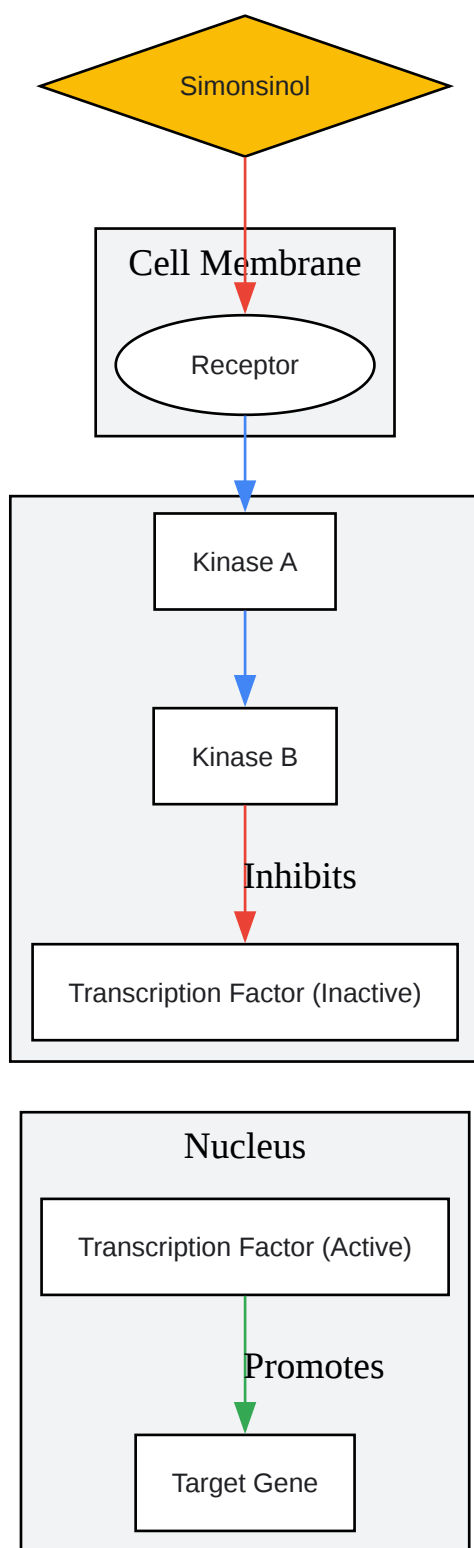 Simonsinol
Cell Membrane
Receptor
Kinase A
Kinase B
Inhibits
Transcription Factor (Inactive)
Nucleus
Transcription Factor (Active)
Promotes
Target Gene